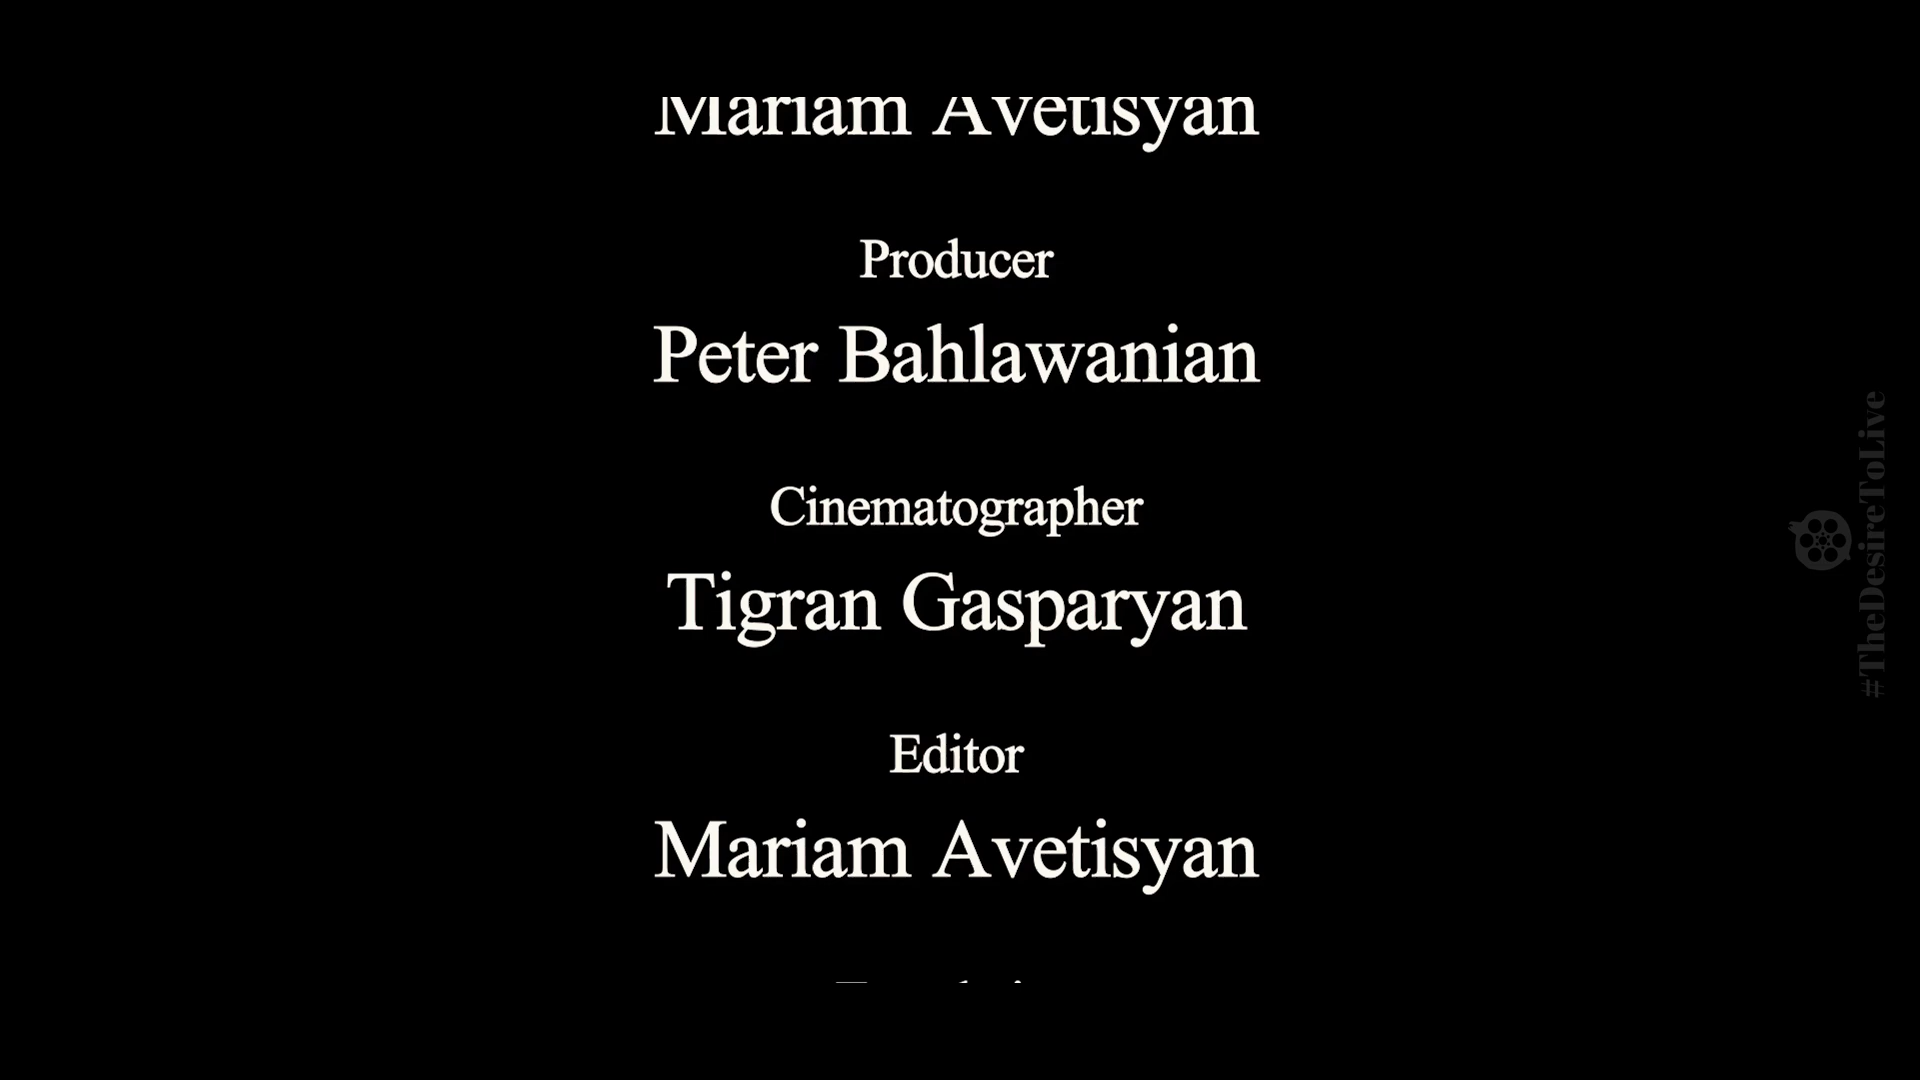 Mariam Avetisyan
Producer
Peter Bahlawanian
Cinematographer
Tigran Gasparyan
Editor
Mariam Avetisyan
#TheDesireToLive